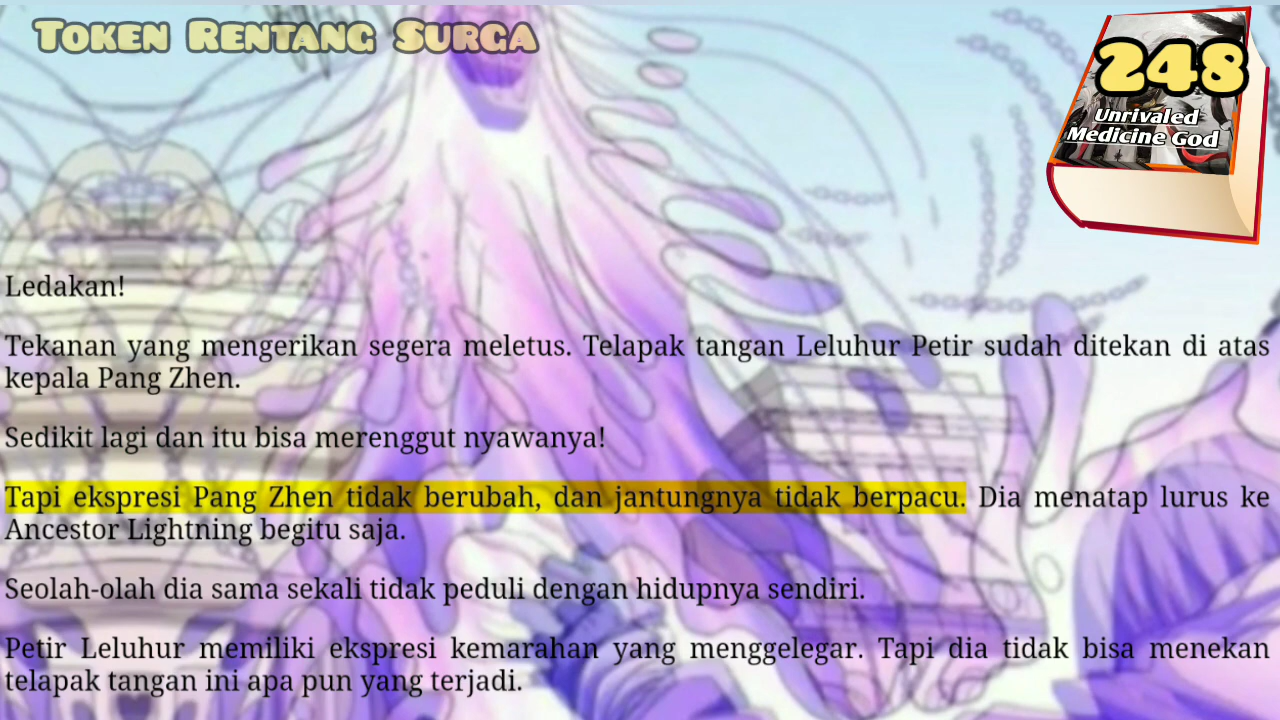 Token Rentang Surga
248
Unrivaled
Medicine God
Ledakan!
Tekanan yang mengerikan segera meletus. Telapak tangan Leluhur Petir sudah ditekan di atas
kepala Pang Zhen.
Sedikit lagi dan itu bisa merenggut nyawanya!
Tapi ekspresi Pang Zhen tidak berubah, dan jantungnya tidak berpacu. Dia menatap lurus ke
Ancestor Lightning begitu saja.
Seolah-olah dia sama sekali tidak peduli dengan hidupnya sendiri.
Petir Leluhur memiliki ekspresi kemarahan yang menggelegar. Tapi dia tidak bisa menekan
telapak tangan ini apa pun yang terjadi.